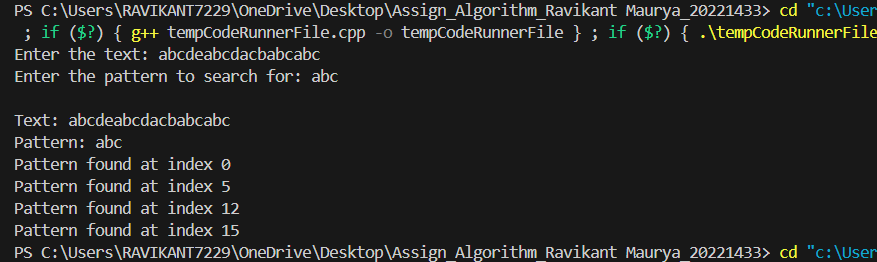 PS C:\Users\RAVIKANT7229\OneDrive\Desktop\Assign_Algorithm_Ravikant Maurya_20221433> cd "c:\User
; if ($?) { g++ tempCodeRunnerFile.cpp -o tempCodeRunnerFile } ; if ($?) { .\tempCodeRunnerFile
Enter the text: abcdeabcdacbabcabc
Enter the pattern to search for: abc
Text: abcdeabcdacbabcabc
Pattern: abc
Pattern found at index 0
Pattern found at index 5
Pattern found at index 12
Pattern found at index 15
PS C:\Users\RAVIKANT7229\OneDrive\Desktop\Assign_Algorithm_Ravikant Maurya_20221433> cd "c:\User